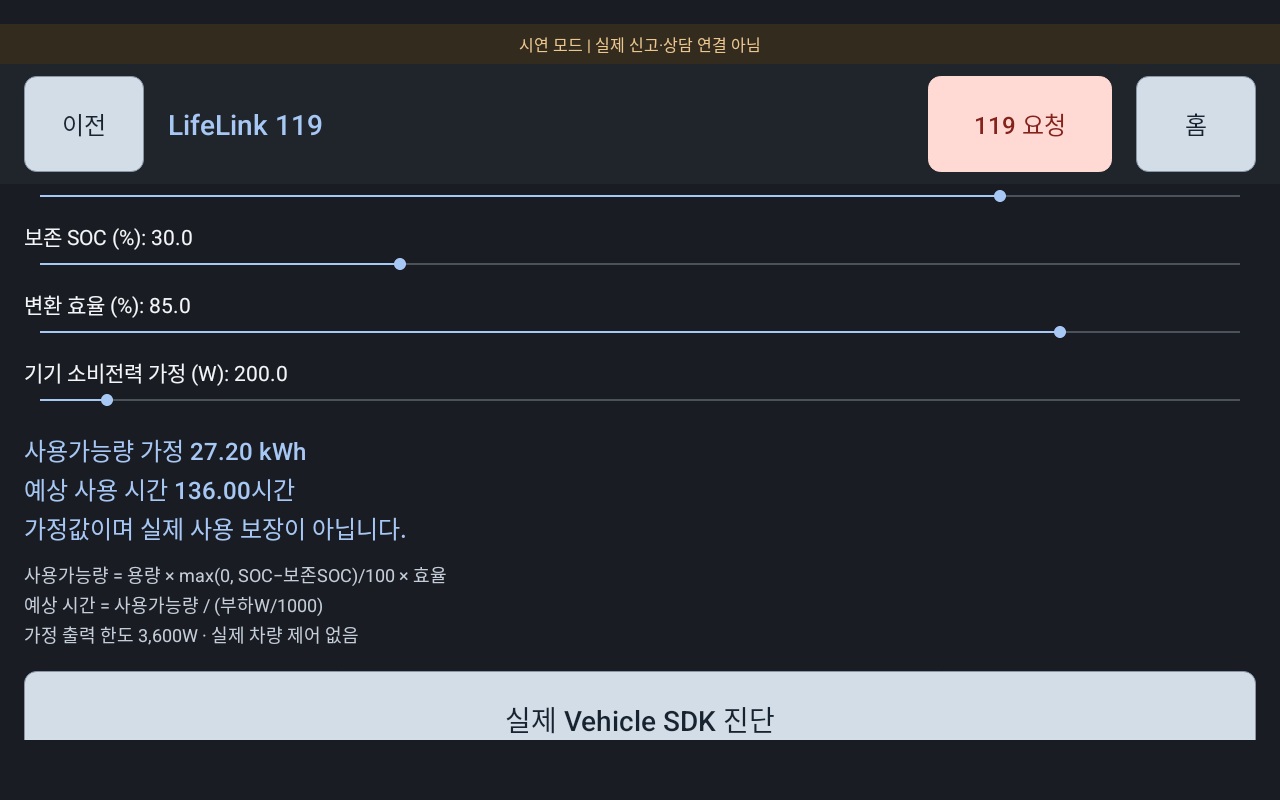 시연 모드 | 실제 신고·상담 연결 아님
이전
LifeLink 119
119 요청
홈
보존 SOC (%): 30.0
변환 효율 (%): 85.0
기기 소비전력 가정 (W): 200.0
사용가능량 가정 27.20 kWh
예상 사용 시간 136.00시간
가정값이며 실제 사용 보장이 아닙니다.
사용가능량 = 용량 × max(0, SOC−보존SOC)/100 × 효율
예상 시간 = 사용가능량 / (부하W/1000)
가정 출력 한도 3,600W · 실제 차량 제어 없음
실제 Vehicle SDK 진단